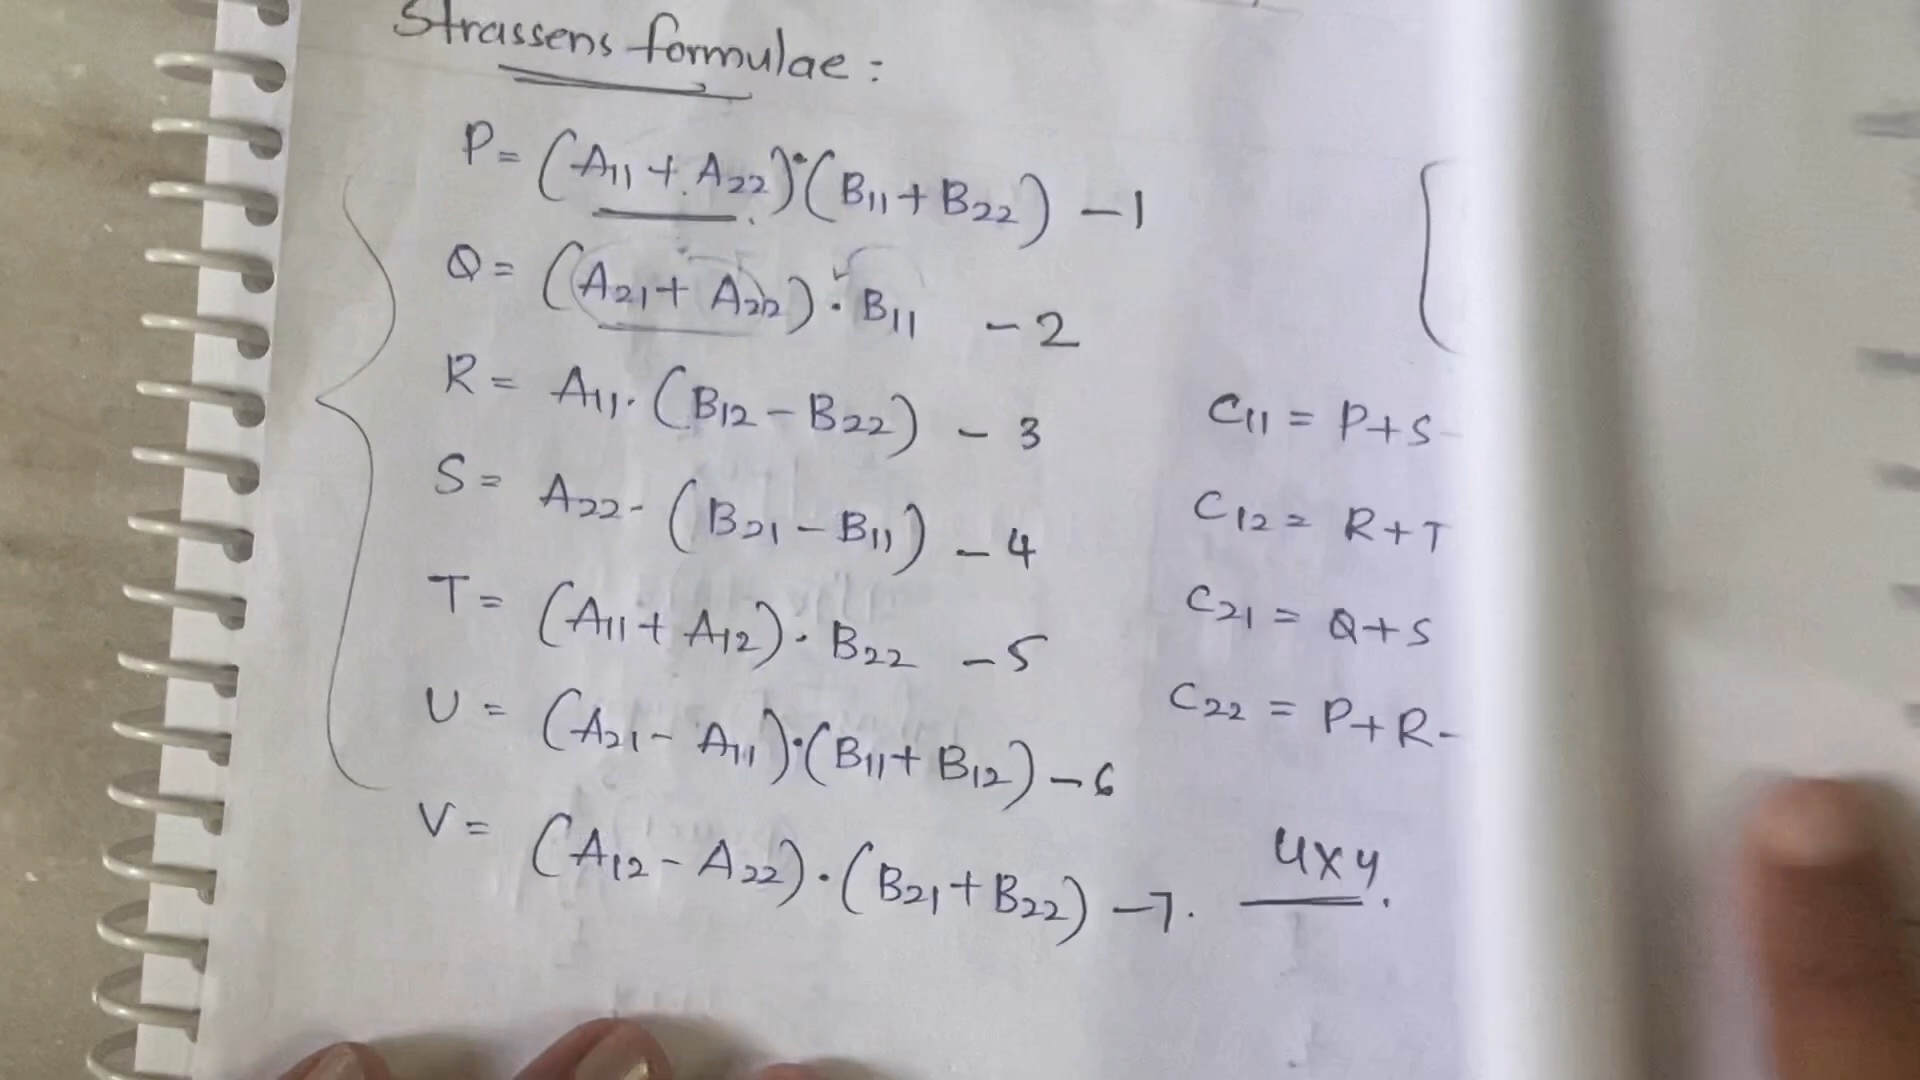 Strassens formulae:
P = (A11 + A22)·(B11 + B22) - 1
Q = (A21 + A22)·B11 - 2
R = A11·(B12 - B22) - 3
S = A22-(B21 - B11) - 4
T = (A11 + A12)·B22 - 5
U = (A21 - A11)·(B11 + B12) - 6
V = (A12 - A22)·(B21 + B22) - 7.
C11 = P+S-
C12 = R+T
C21 = Q+S
C22 = P+R-
4x4.